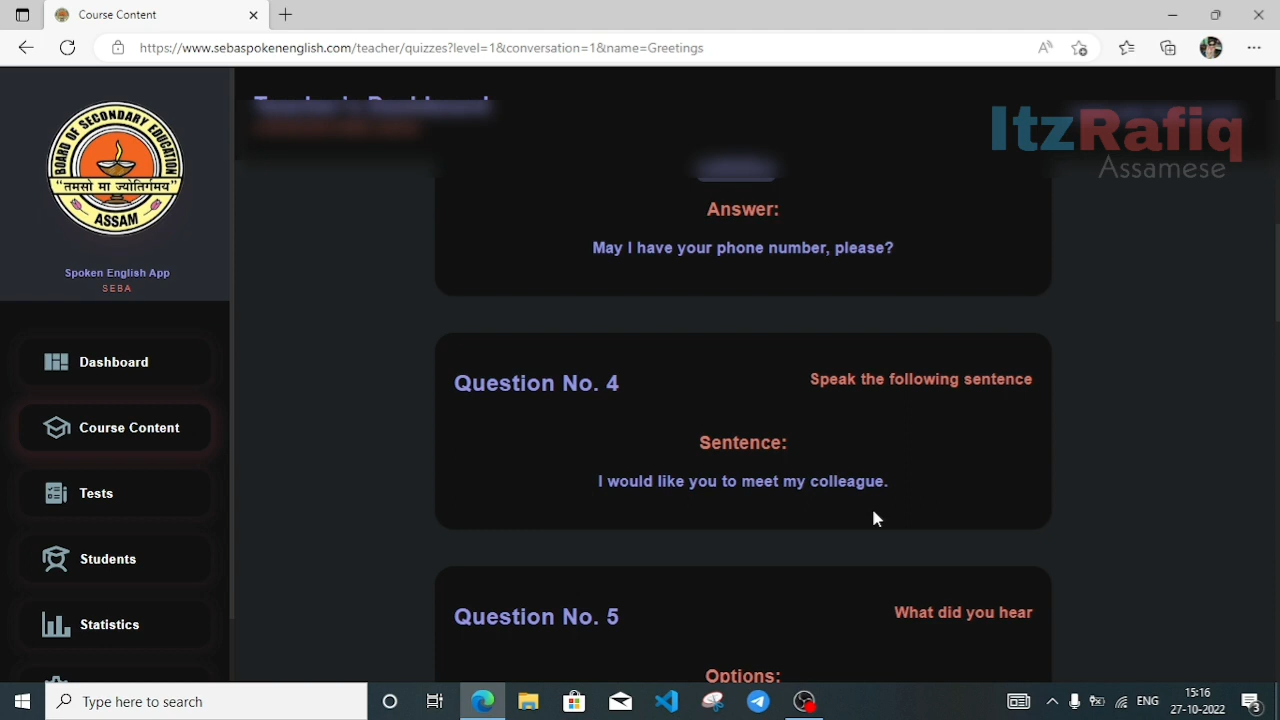 Course Content
https://www.sebaspokenenglish.com/teacher/quizzes?level=1&conversation=1&name=Greetings
BOARD OF SECONDARY EDUCATION
"तमसो मा ज्योतिर्गमय"
ASSAM
Spoken English App
SEBA
Dashboard
Course Content
Tests
Students
Statistics
ItzRafiq
Assamese
Answer:
May I have your phone number, please?
Question No. 4
Speak the following sentence
Sentence:
I would like you to meet my colleague.
Question No. 5
What did you hear
Options:
Type here to search
ENG
15:16
27-10-2022
3